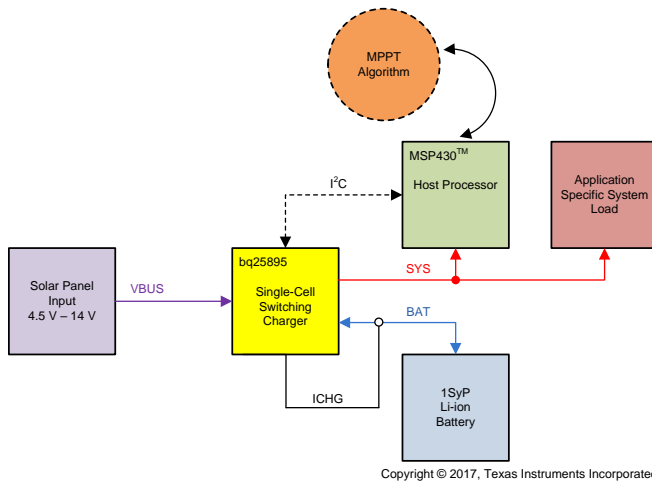 MPPT
Algorithm
MSP430™
Host Processor
Application
Specific System
Load
I²C
bq25895
Single-Cell
Switching
Charger
SYS
Solar Panel
Input
4.5 V – 14 V
VBUS
BAT
ICHG
1SyP
Li-ion
Battery
Copyright © 2017, Texas Instruments Incorporated